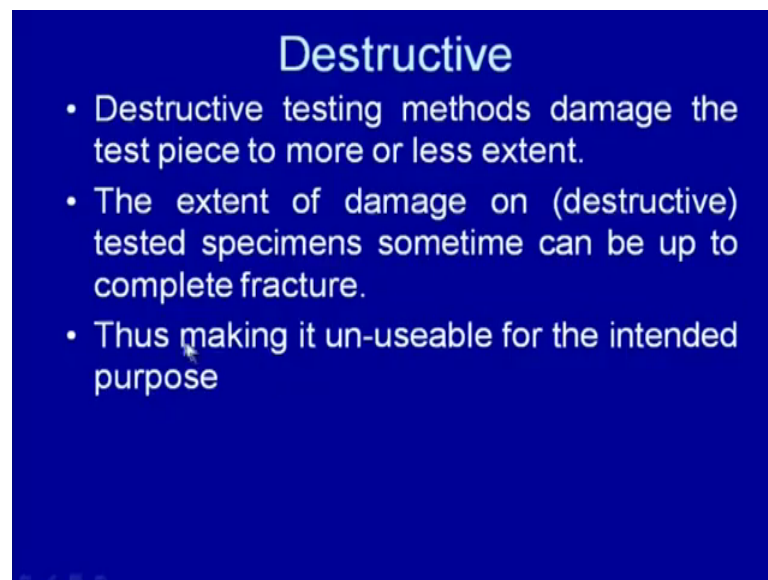 Destructive
• Destructive testing methods damage the
test piece to more or less extent.
• The extent of damage on (destructive)
tested specimens sometime can be up to
complete fracture.
• Thus making it un-useable for the intended
purpose